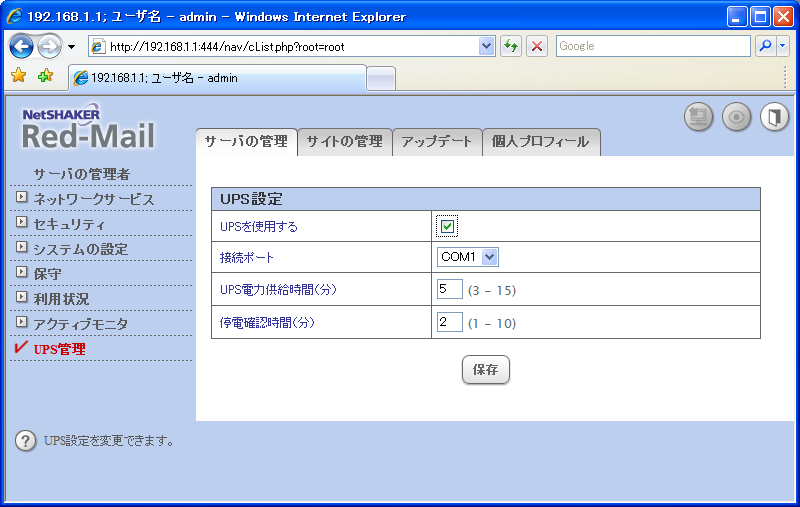 192.168.1.1; ユーザ名 - admin - Windows Internet Explorer
http://192.168.1.1:444/nav/cList.php?root=root
Google
192.168.1.1; ユーザ名 - admin
NetSHAKER
Red-Mail
サーバの管理 サイトの管理 アップデート 個人プロフィール
サーバの管理者
ネットワークサービス
セキュリティ
システムの設定
保守
利用状況
アクティブモニタ
UPS管理
UPS設定
UPSを使用する
接続ポート COM1
UPS電力供給時間(分) 5 (3 - 15)
停電確認時間(分) 2 (1 - 10)
保存
? UPS設定を変更できます。